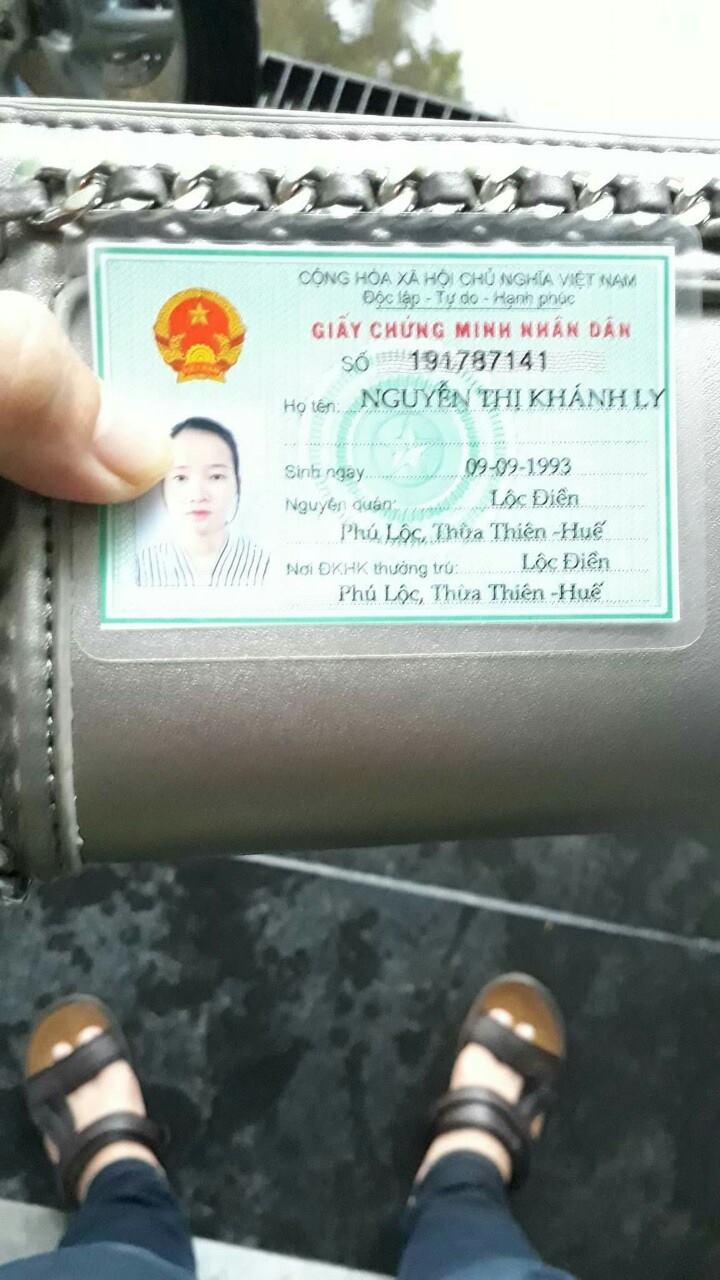 CỘNG HÒA XÃ HỘI CHỦ NGHĨA VIỆT NAM
Độc lập - Tự do - Hạnh phúc
GIẤY CHỨNG MINH NHÂN DÂN
SỐ 191787141
Họ tên: NGUYỄN THỊ KHÁNH LY
Sinh ngày 09-09-1993
Nguyên quán: Lộc Điền
Phú Lộc, Thừa Thiên -Huế
Nơi ĐKHK thường trú: Lộc Điền
Phú Lộc, Thừa Thiên -Huế